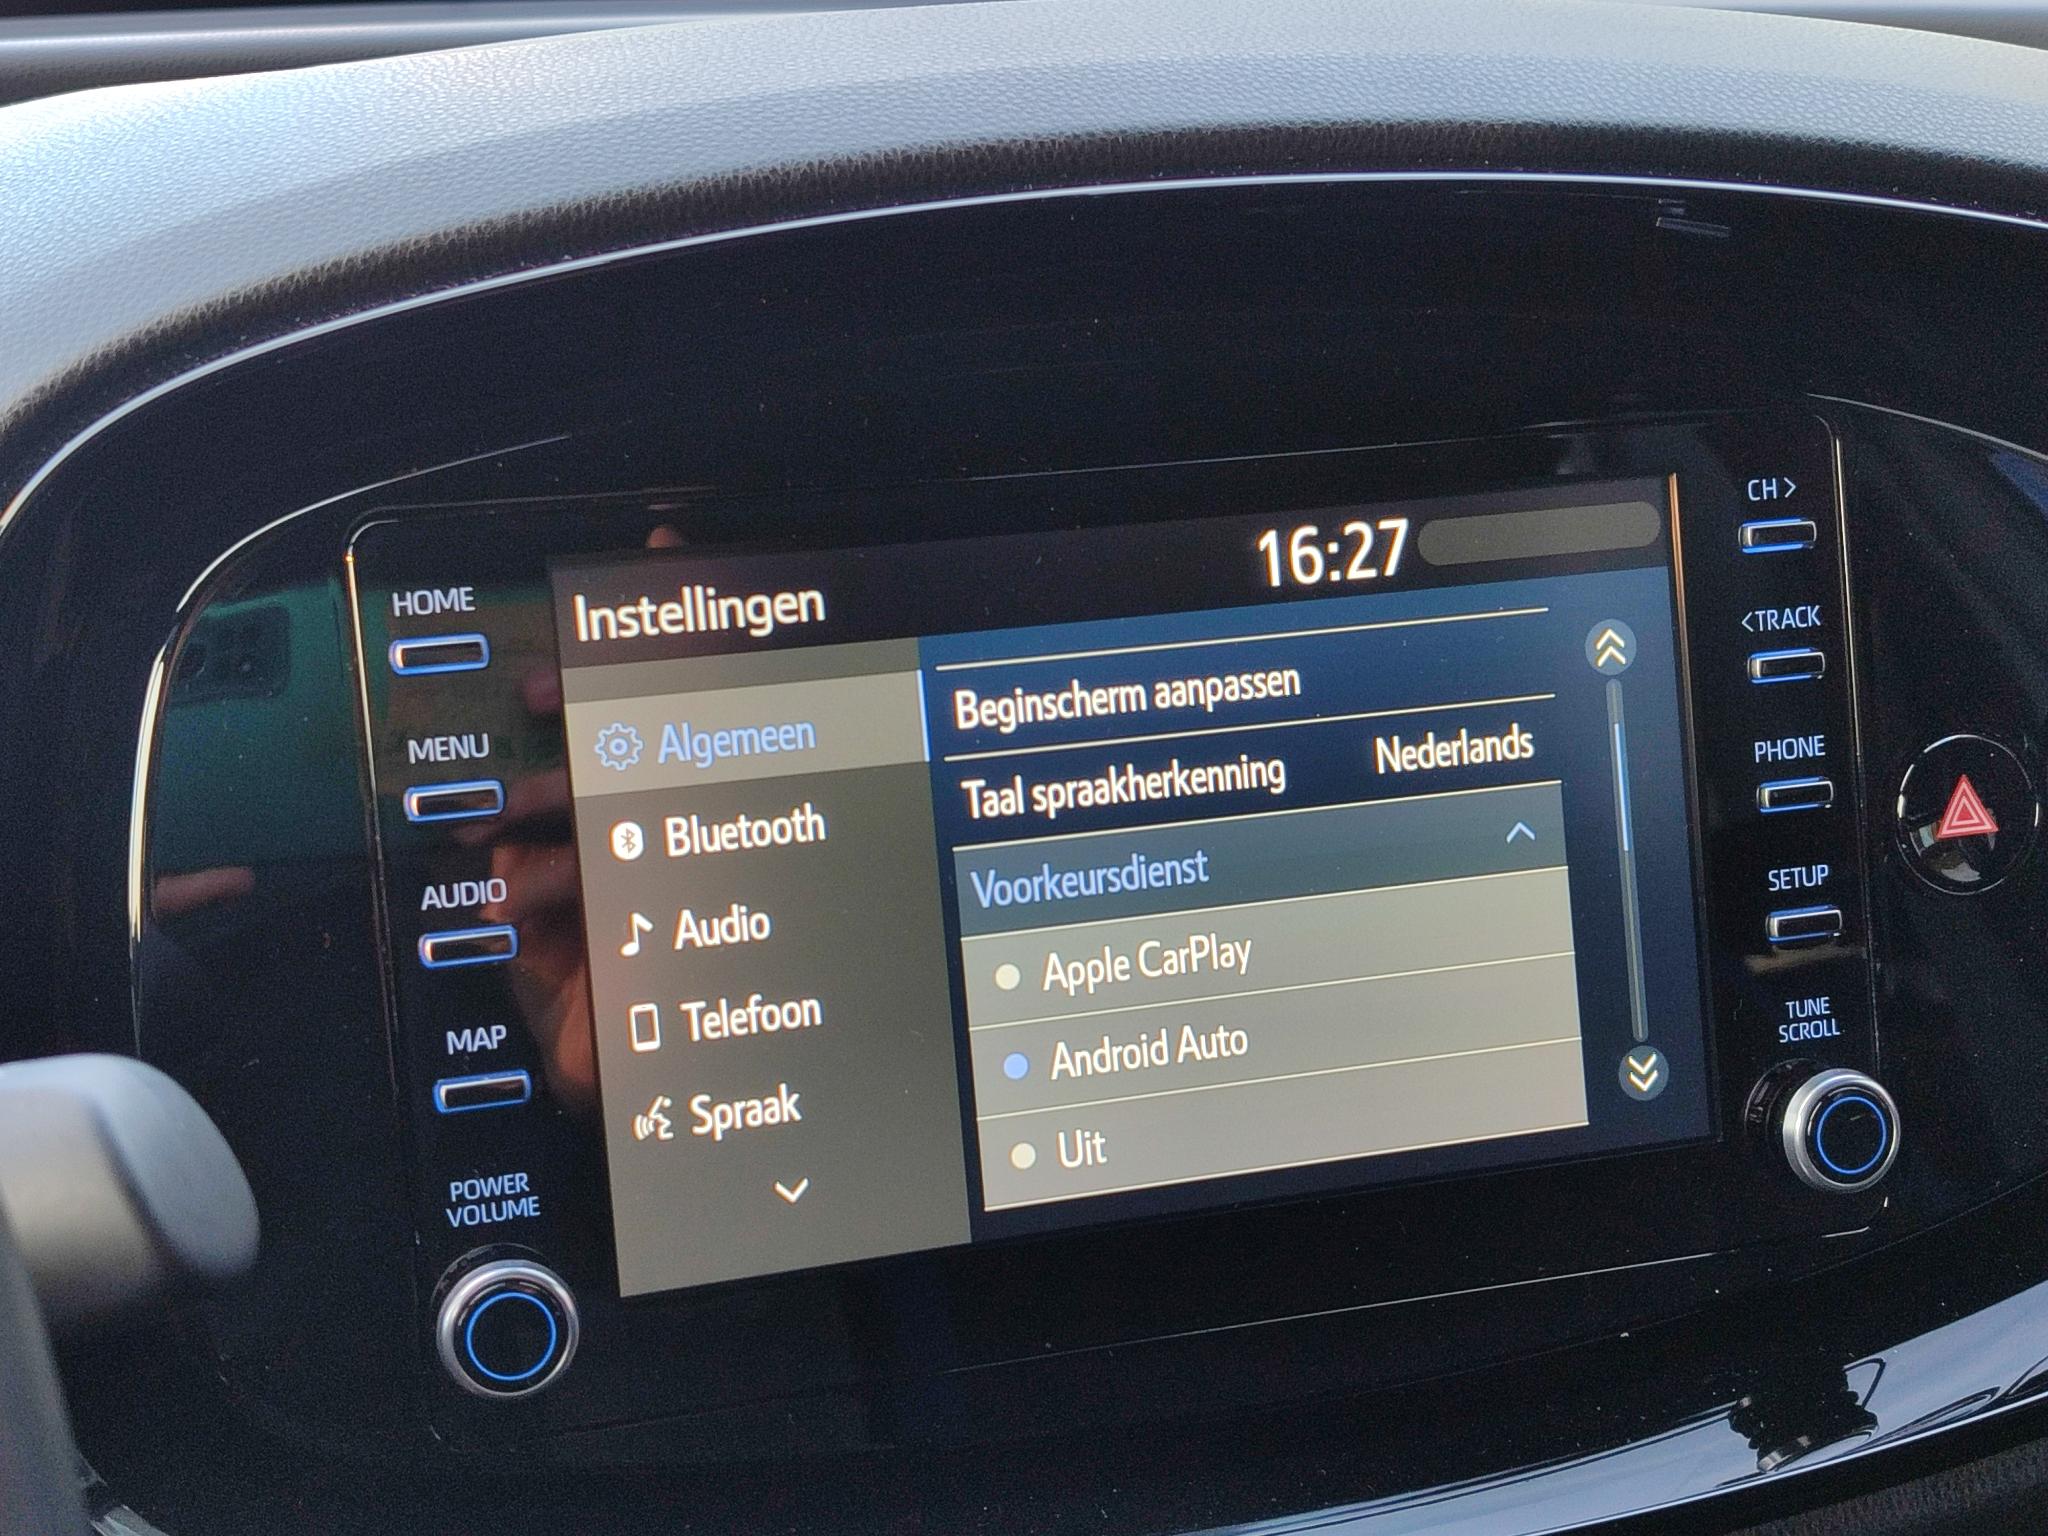 Instellingen
16:27
HOME
MENU
AUDIO
MAP
POWER
VOLUME
Algemeen
Bluetooth
Audio
Telefoon
Spraak
Beginscherm aanpassen
Taal spraakherkenning Nederlands
Voorkeursdienst
Apple CarPlay
Android Auto
Uit
CH >
< TRACK
PHONE
SETUP
TUNE
SCROLL